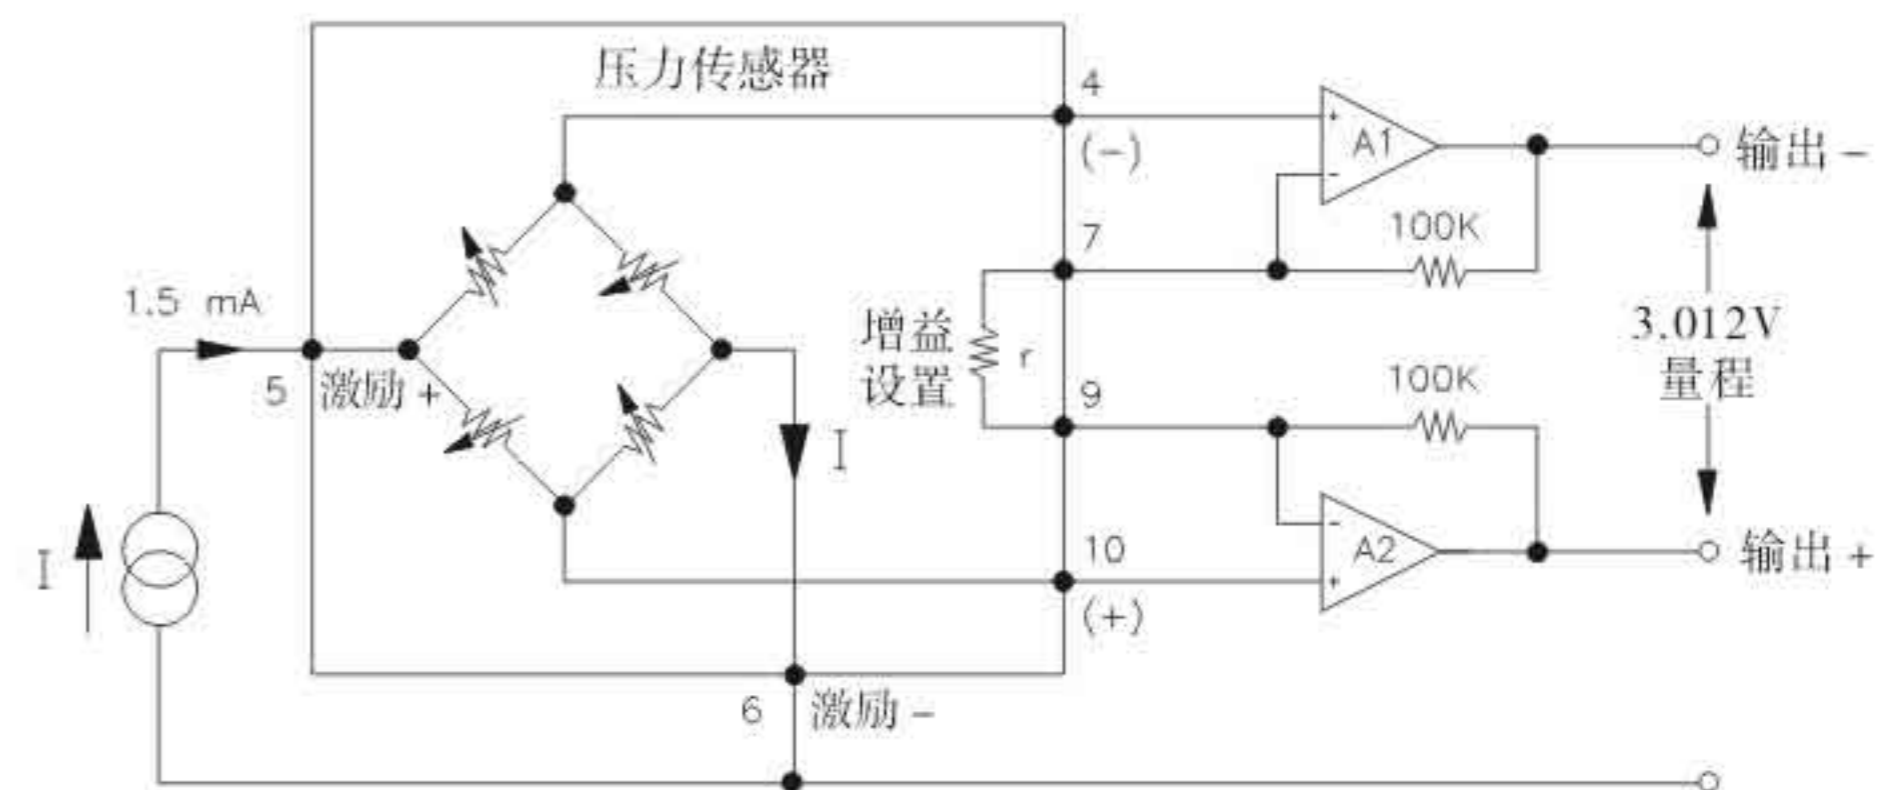 压力传感器
4
(-)
A1
+
-
输出 -
7
100K
1.5 mA
5
激励 +
增益
设置
r
3.012V
量程
9
100K
I
I
-
A2
+
10
(+)
输出 +
6
激励 -